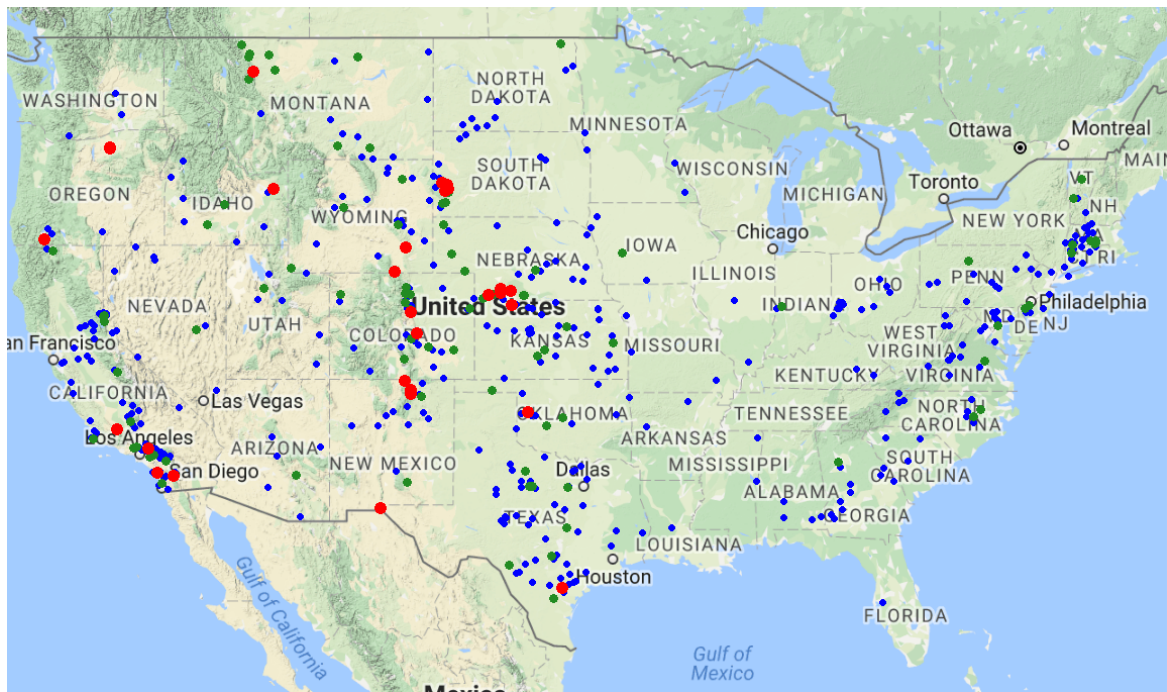 WASHINGTON
MONTANA
NORTH
DAKOTA
MINNESOTA
Ottawa
Montreal
MAIN
VT
NH
OREGON
IDAHO
WYOMING
SOUTH
DAKOTA
WISCONSIN
MICHIGAN
Toronto
NEW YORK
Chicago
IOWA
NEBRASKA
ILLINOIS
INDIANA
OHIO
PENN
RI
NEVADA
UTAH
United States
COLORADO
KANSAS
MISSOURI
WEST
VIRGINIA
MD
DE
NJ
Philadelphia
an Francisco
CALIFORNIA
Las Vegas
KENTUCKY
VIRGINIA
Los Angeles
San Diego
ARIZONA
NEW MEXICO
OKLAHOMA
ARKANSAS
TENNESSEE
NORTH
CAROLINA
SOUTH
CAROLINA
Dallas
MISSISSIPPI
ALABAMA
GEORGIA
TEXAS
LOUISIANA
Houston
FLORIDA
Gulf of California
Gulf of
Mexico
Mexico